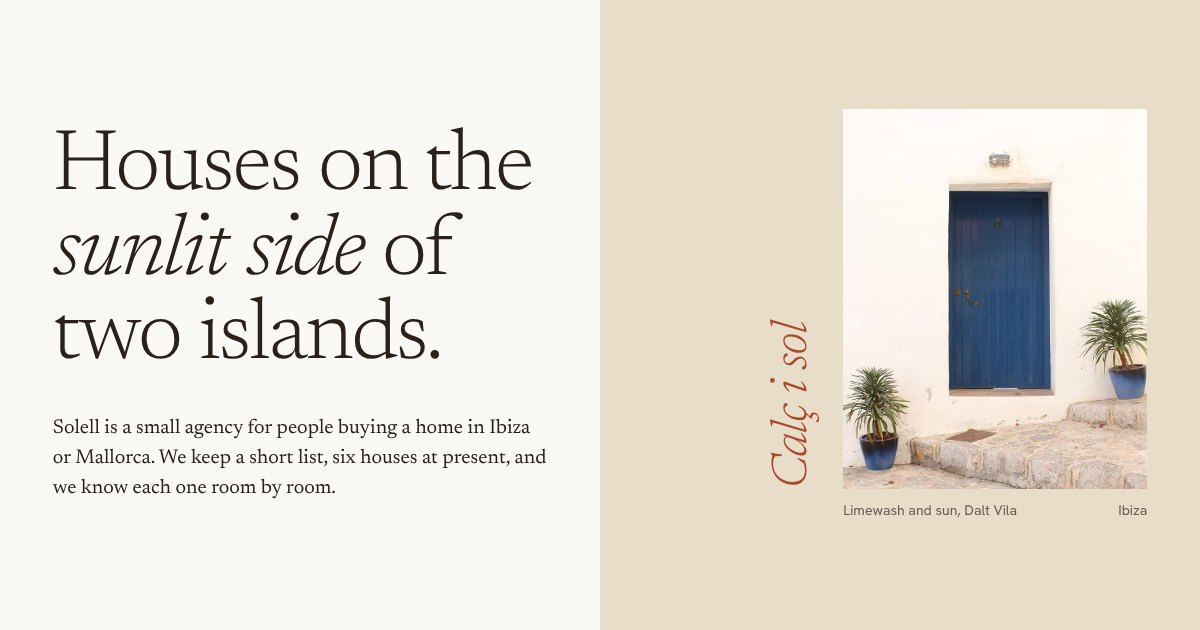 Houses on the
sunlit side of
two islands.
Solell is a small agency for people buying a home in Ibiza
or Mallorca. We keep a short list, six houses at present, and
we know each one room by room.
Calç i sol
Limewash and sun, Dalt Vila
Ibiza